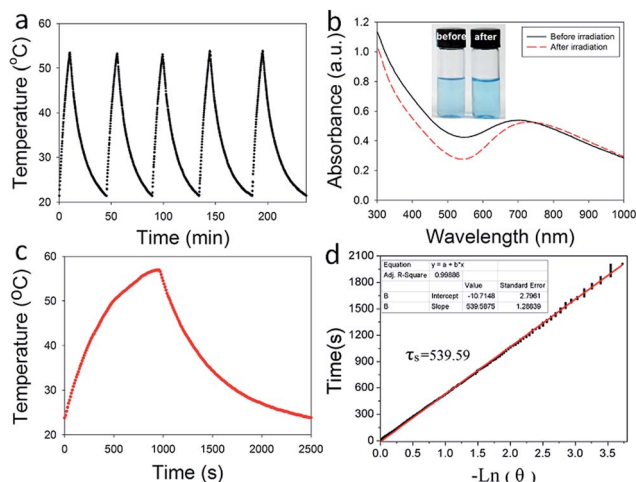 a
Temperature (°C)
60
50
40
30
20
0 50 100 150 200
Time (min)
b
Absorbance (a.u.)
1.2
1.0
0.8
0.6
0.4
0.2
0.0
300 400 500 600 700 800 900 1000
Wavelength (nm)
before after
Before irradiation
After irradiation
c
Temperature (°C)
60
50
40
30
20
0 500 1000 1500 2000 2500
Time (s)
d
Time(s)
2100
1800
1500
1200
900
600
300
0
0.0 0.5 1.0 1.5 2.0 2.5 3.0 3.5
-Ln (θ)
Equation y = a + b*x
Adj. R-Square 0.99886
Value Standard Error
B Intercept -10.7148 2.7961
B Slope 539.5875 1.28839
τs=539.59